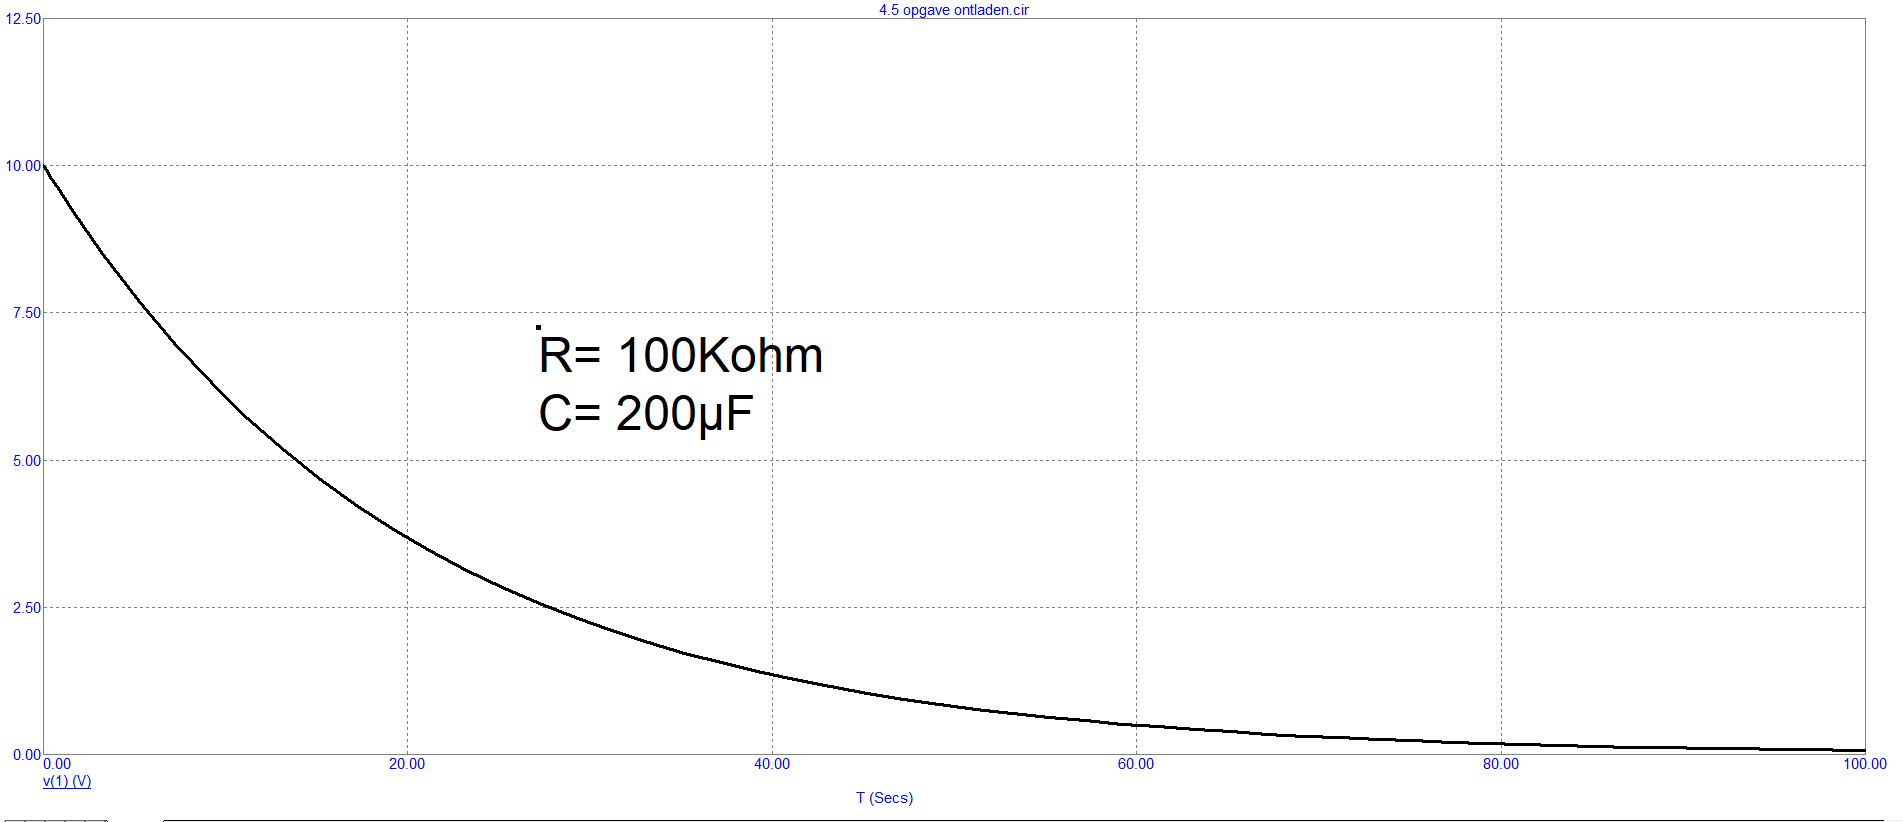 4.5 opgave ontladen.cir
12.50
10.00
7.50
R= 100Kohm
C= 200µF
5.00
2.50
0.00
0.00 20.00 40.00 60.00 80.00 100.00
v(1) (V)
T (Secs)